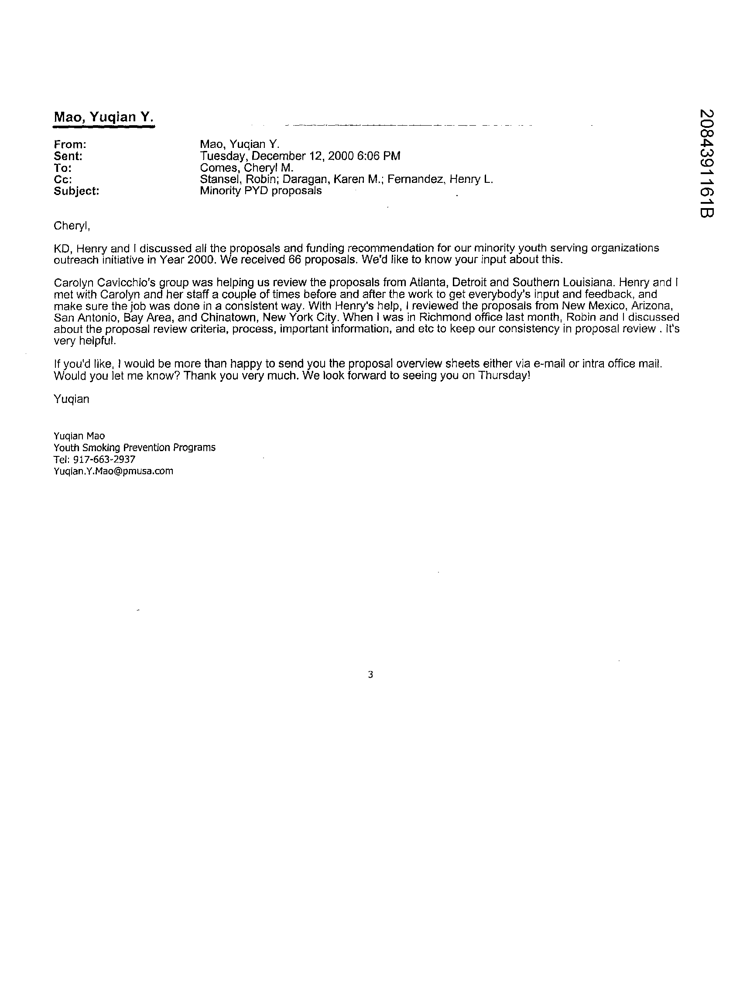 Mao, Yuqian Y.
From: Mao, Yuqian Y.
Sent: Tuesday, December 12, 2000 6:06 PM
To: Comes, Cheryl M.
Cc: Stansel, Robin; Daragan, Karen M.; Fernandez, Henry L.
Subject: Minority PYD proposals
Cheryl,
KD, Henry and I discussed all the proposals and funding recommendation for our minority youth serving organizations
outreach initiative in Year 2000. We received 66 proposals. We'd like to know your input about this.
Carolyn Cavicchio's group was helping us review the proposals from Atlanta, Detroit and Southern Louisiana. Henry and I
met with Carolyn and her staff a couple of times before and after the work to get everybody's input and feedback, and
make sure the job was done in a consistent way. With Henry's help, I reviewed the proposals from New Mexico, Arizona,
San Antonio, Bay Area, and Chinatown, New York City. When I was in Richmond office last month, Robin and I discussed
about the proposal review criteria, process, important information, and etc to keep our consistency in proposal review . It's
very helpful.
If you'd like, I would be more than happy to send you the proposal overview sheets either via e-mail or intra office mail.
Would you let me know? Thank you very much. We look forward to seeing you on Thursday!
Yuqian
Yuqian Mao
Youth Smoking Prevention Programs
Tel: 917-663-2937
Yuqian.Y.Mao@pmusa.com
3
2084391161B